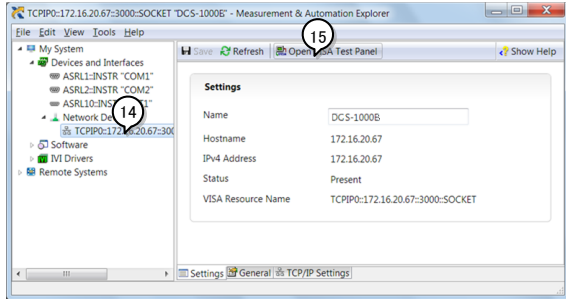 TCPIP0::172.16.20.67::3000::SOCKET "DGS-1000B" - Measurement & Automation Explorer
File Edit View Tools Help
My System
Devices and Interfaces
ASRL1::INSTR "COM1"
ASRL2::INSTR "COM2"
ASRL10::INST
Network De
TCPIP0::172.16.20.67::300
Software
IVI Drivers
Remote Systems
14
15
Save Refresh Open VISA Test Panel Show Help
Settings
Name DGS-1000B
Hostname 172.16.20.67
IPv4 Address 172.16.20.67
Status Present
VISA Resource Name TCPIP0::172.16.20.67::3000::SOCKET
Settings General TCP/IP Settings